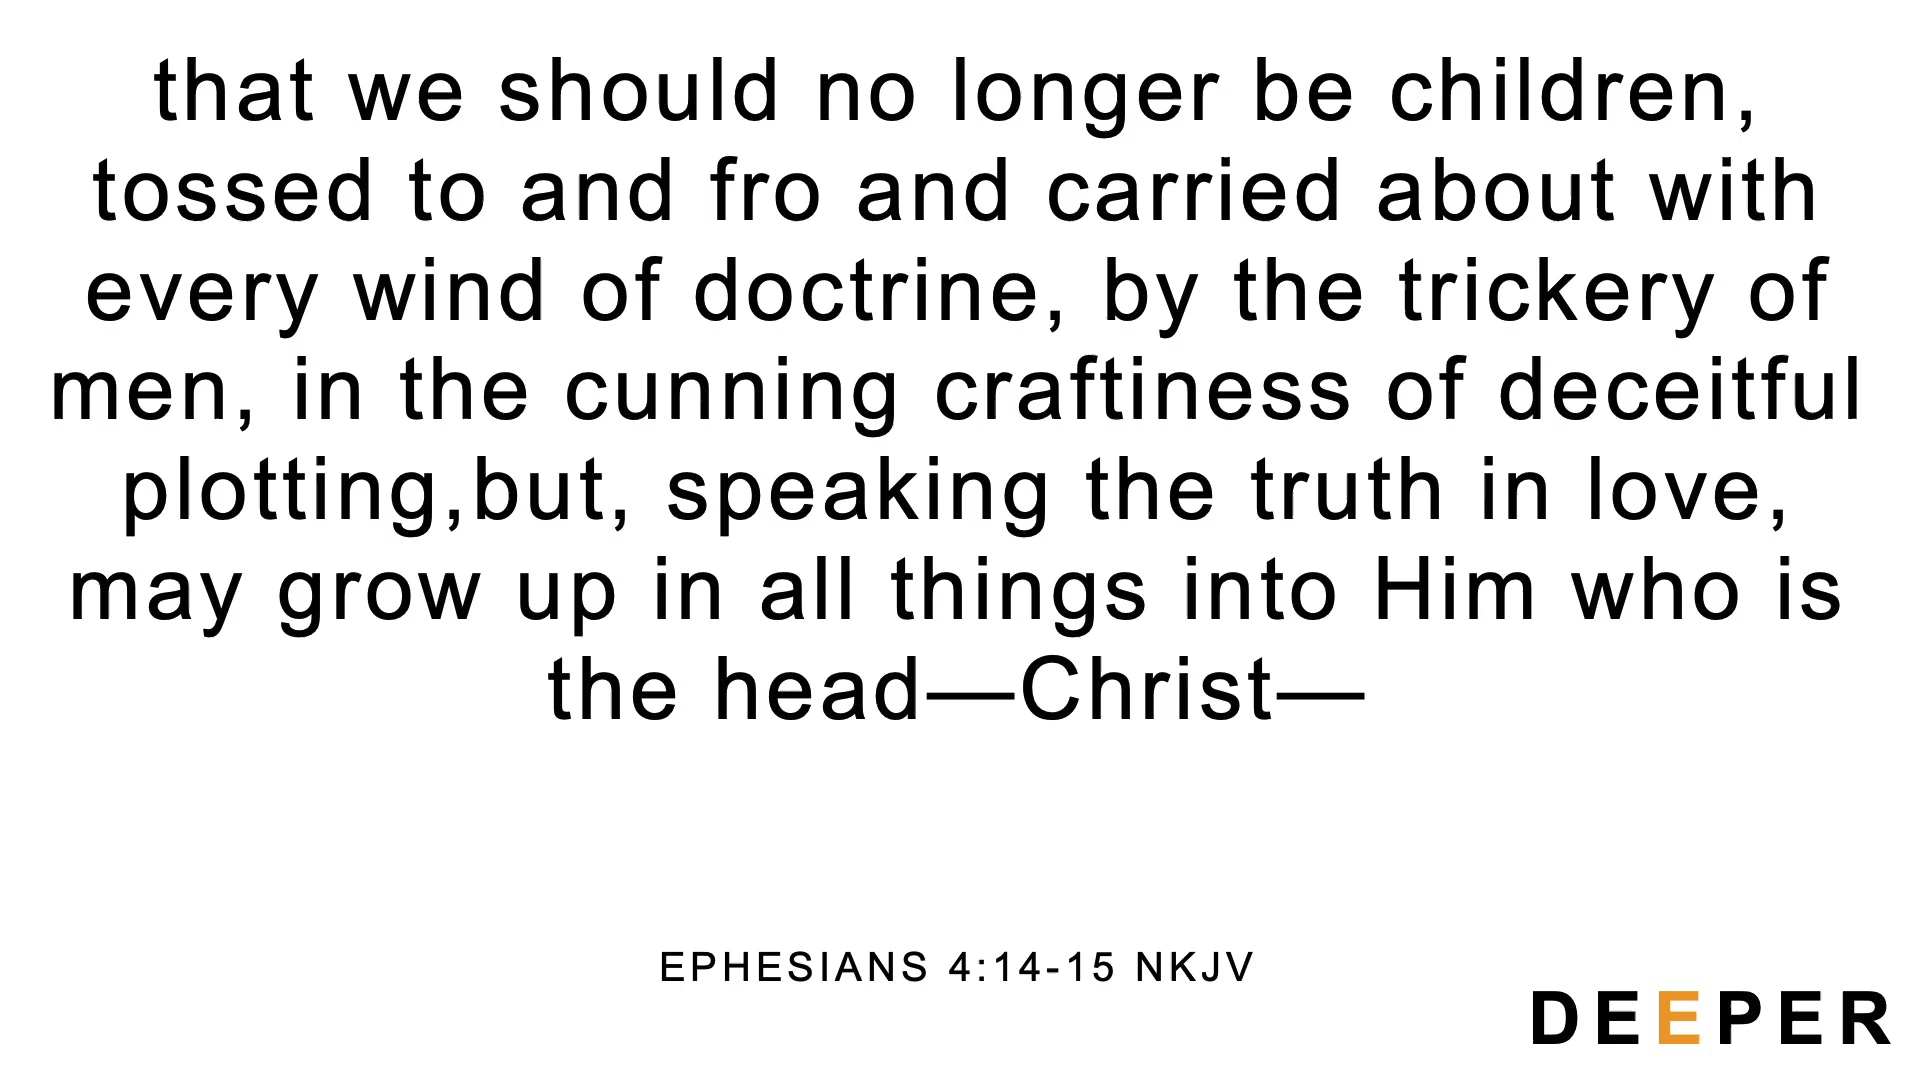 that we should no longer be children,
tossed to and fro and carried about with
every wind of doctrine, by the trickery of
men, in the cunning craftiness of deceitful
plotting,but, speaking the truth in love,
may grow up in all things into Him who is
the head—Christ—
EPHESIANS 4:14-15 NKJV
DEEPER